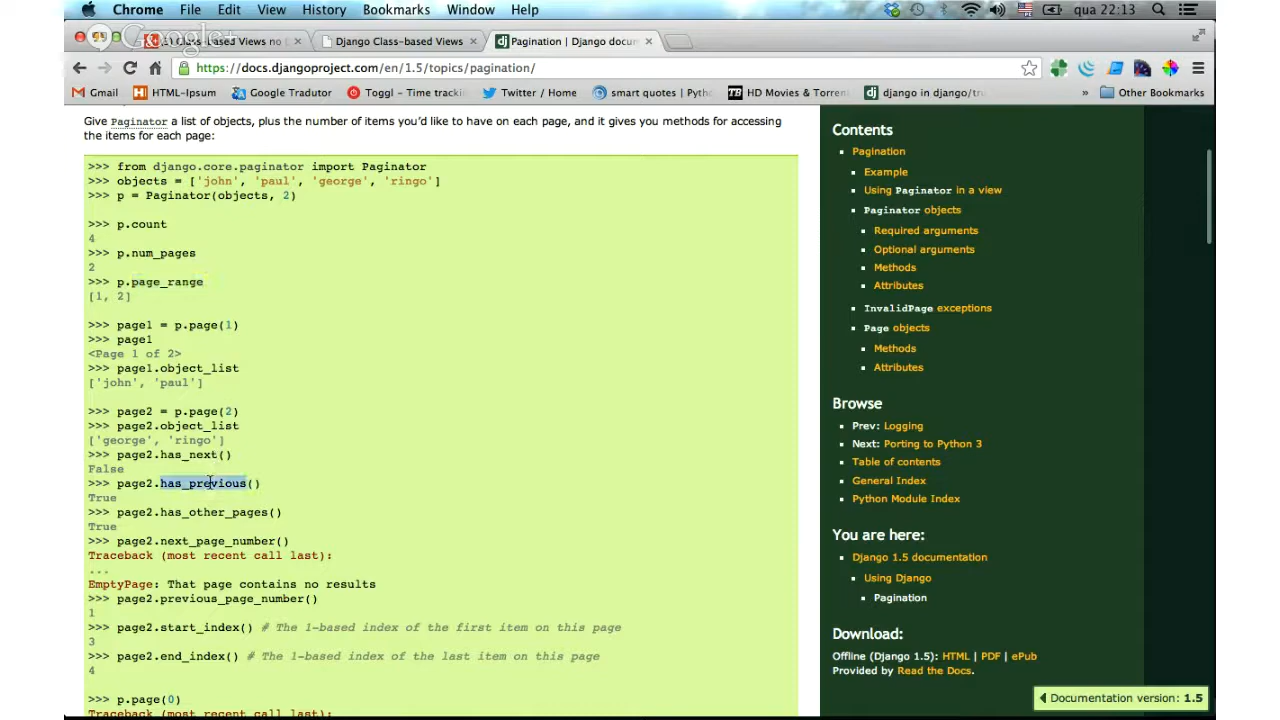 Chrome File Edit View History Bookmarks Window Help qua 22:13
Google+
Class-based Views no
Django Class-based Views
Pagination | Django docu
https://docs.djangoproject.com/en/1.5/topics/pagination/
Gmail HTML-Ipsum Google Tradutor Toggl - Time tracki Twitter / Home smart quotes | Pyth HD Movies & Torren django in django/tru » Other Bookmarks
Give Paginator a list of objects, plus the number of items you'd like to have on each page, and it gives you methods for accessing
the items for each page:
>>> from django.core.paginator import Paginator
>>> objects = ['john', 'paul', 'george', 'ringo']
>>> p = Paginator(objects, 2)
>>> p.count
4
>>> p.num_pages
2
>>> p.page_range
[1, 2]
>>> page1 = p.page(1)
>>> page1
<Page 1 of 2>
>>> page1.object_list
['john', 'paul']
>>> page2 = p.page(2)
>>> page2.object_list
['george', 'ringo']
>>> page2.has_next()
False
>>> page2.has_previous()
True
>>> page2.has_other_pages()
True
>>> page2.next_page_number()
Traceback (most recent call last):
...
EmptyPage: That page contains no results
>>> page2.previous_page_number()
1
>>> page2.start_index() # The 1-based index of the first item on this page
3
>>> page2.end_index() # The 1-based index of the last item on this page
4
>>> p.page(0)
Traceback (most recent call last):
Contents
Pagination
Example
Using Paginator in a view
Paginator objects
Required arguments
Optional arguments
Methods
Attributes
InvalidPage exceptions
Page objects
Methods
Attributes
Browse
Prev: Logging
Next: Porting to Python 3
Table of contents
General Index
Python Module Index
You are here:
Django 1.5 documentation
Using Django
Pagination
Download:
Offline (Django 1.5): HTML | PDF | ePub
Provided by Read the Docs.
Documentation version: 1.5